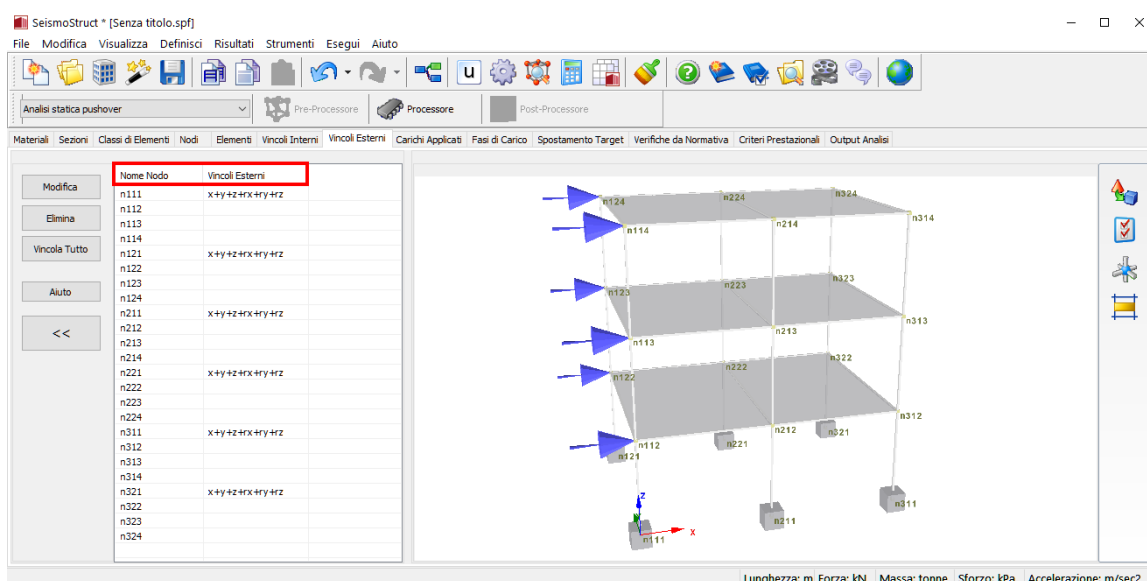 SeismoStruct * [Senza titolo.spf]
File Modifica Visualizza Definisci Risultati Strumenti Esegui Aiuto
u
Analisi statica pushover Pre-Processore Processore Post-Processore
Materiali Sezioni Classi di Elementi Nodi Elementi Vincoli Interni Vincoli Esterni Carichi Applicati Fasi di Carico Spostamento Target Verifiche da Normativa Criteri Prestazionali Output Analisi
Modifica
Elimina
Vincola Tutto
Aiuto
<<
Nome Nodo Vincoli Esterni
n111 x+y+z+rx+ry+rz
n112
n113
n114
n121 x+y+z+rx+ry+rz
n122
n123
n124
n211 x+y+z+rx+ry+rz
n212
n213
n214
n221 x+y+z+rx+ry+rz
n222
n223
n224
n311 x+y+z+rx+ry+rz
n312
n313
n314
n321 x+y+z+rx+ry+rz
n322
n323
n324
n124 n224 n324
n114 n214 n314
n123 n223 n323
n113 n213 n313
n122 n222 n322
n112 n212 n312
n121 n221 n321
z
x
n111 n211 n311
Lunghezza: m Forza: kN Massa: tonne Sforzo: kPa Accelerazione: m/sec2